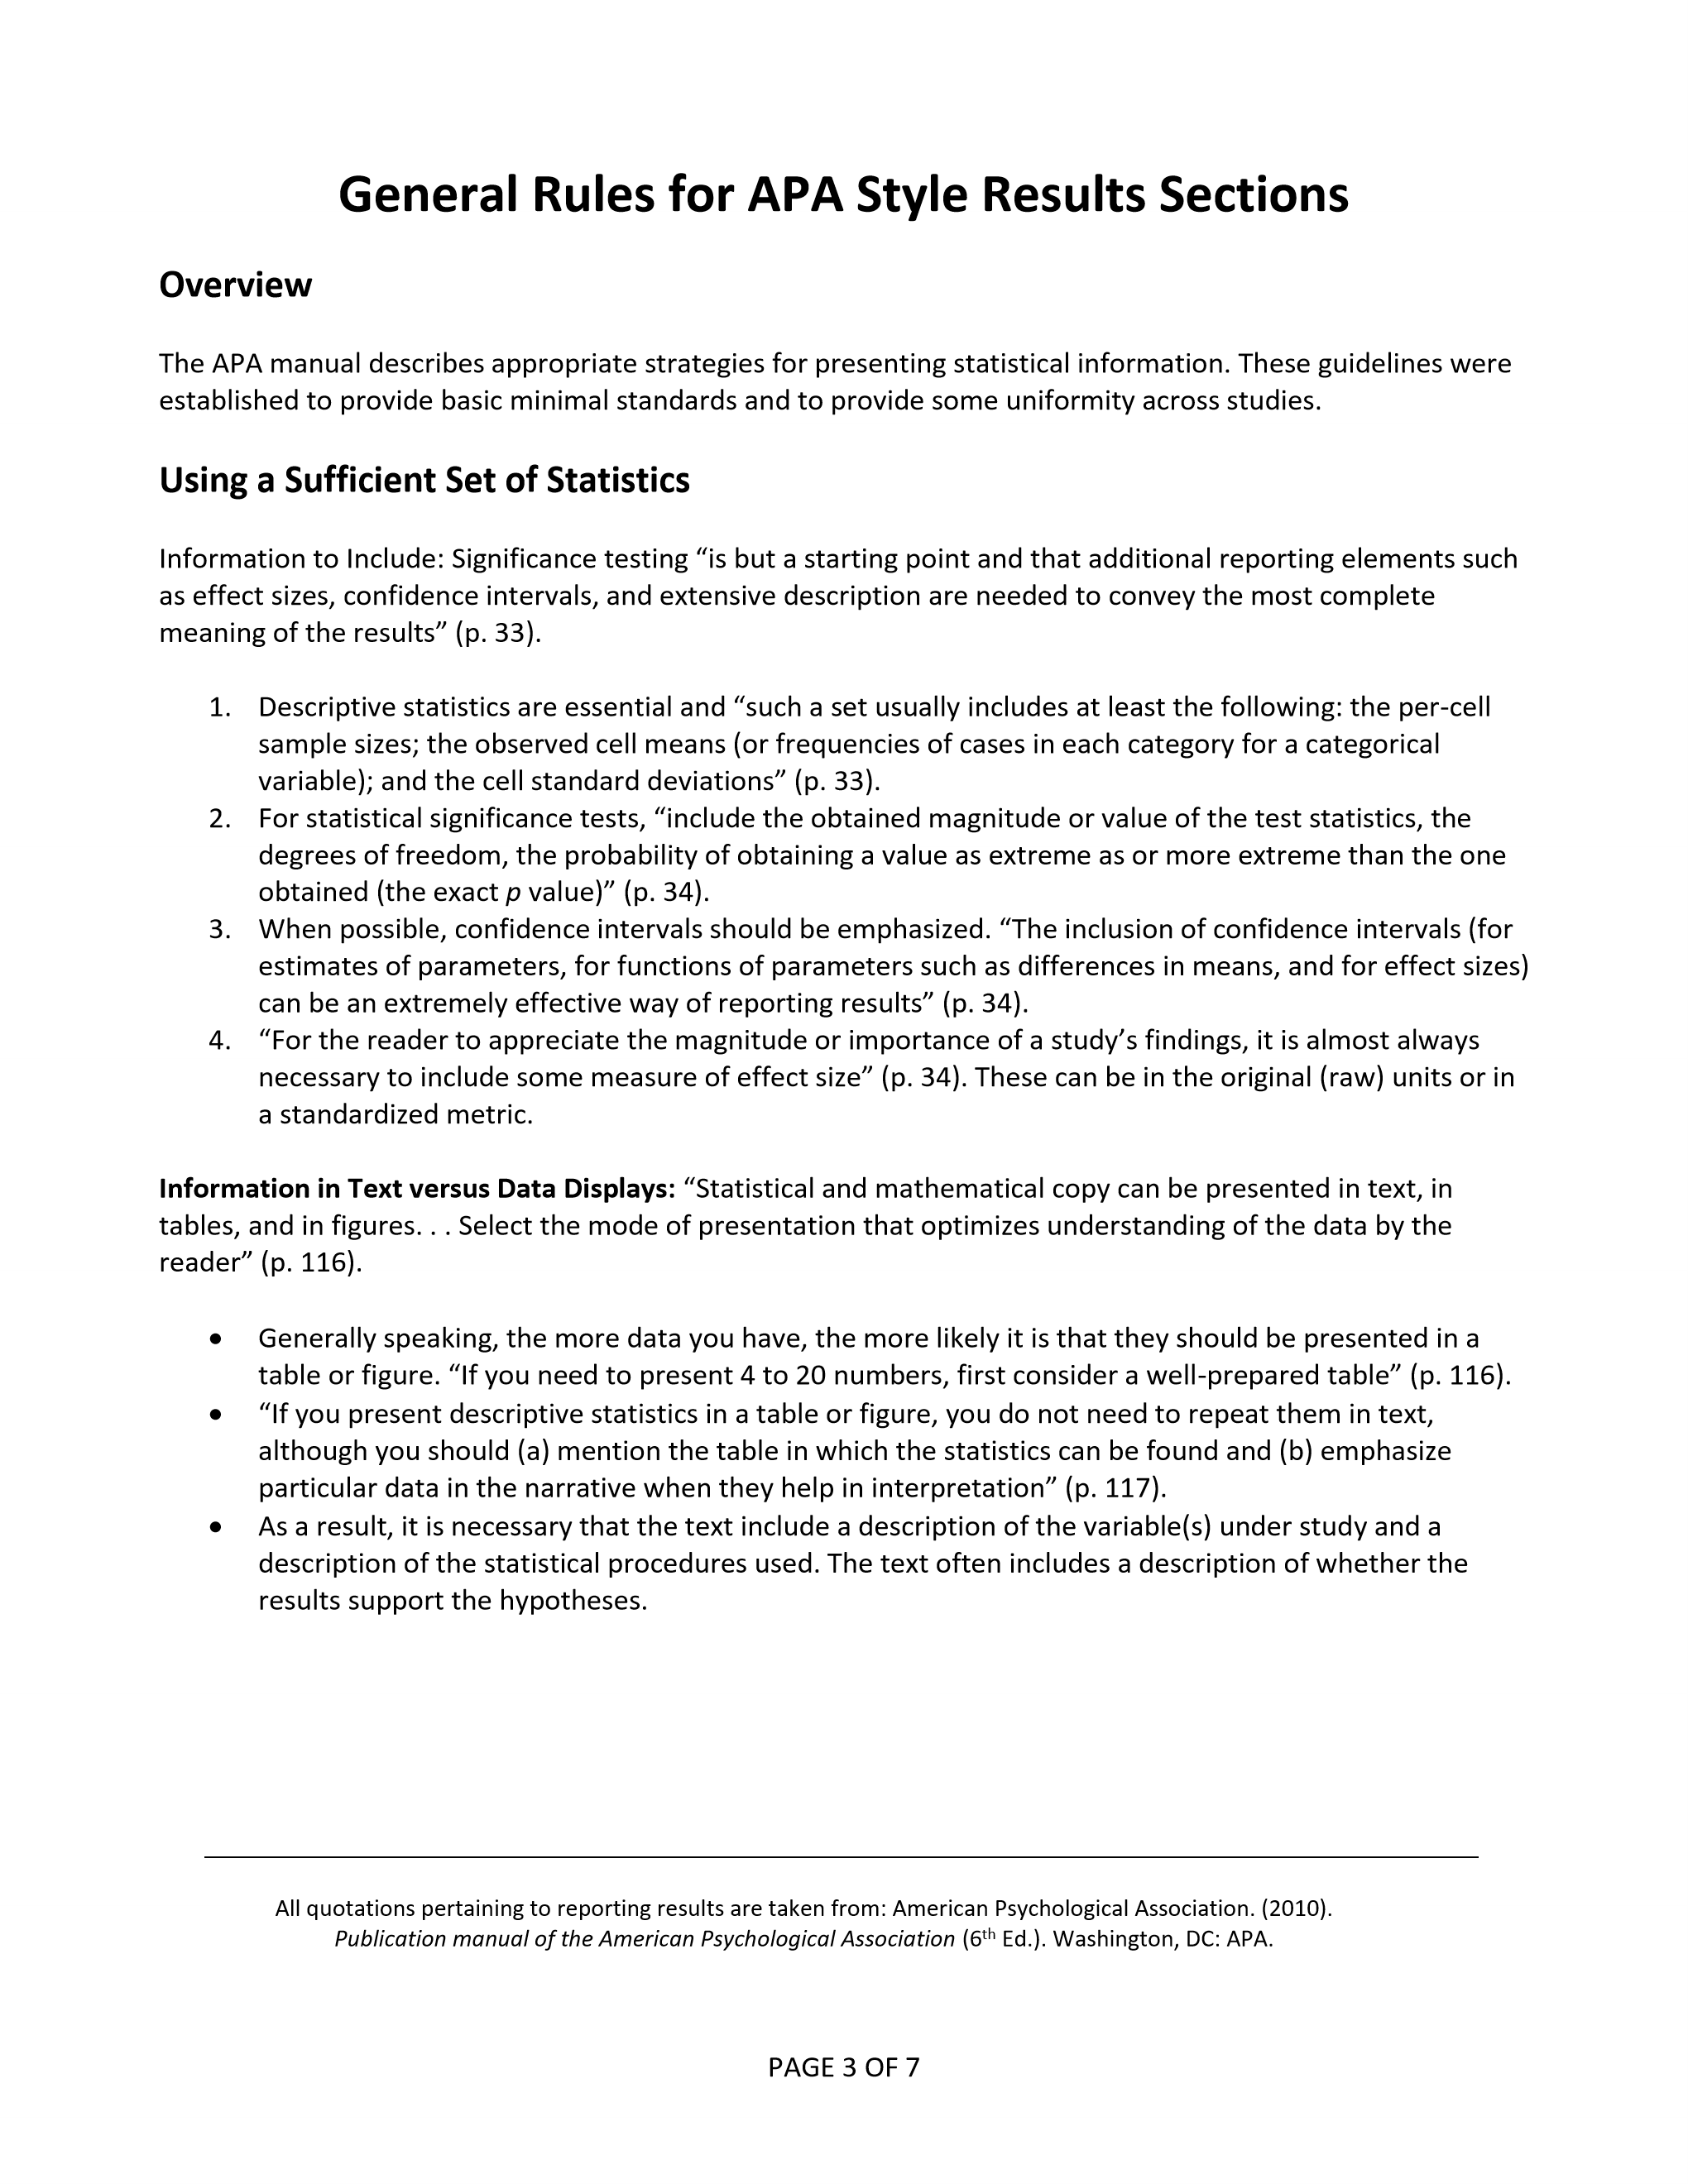 General Rules for APA Style Results Sections
Overview
The APA manual describes appropriate strategies for presenting statistical information. These guidelines were
established to provide basic minimal standards and to provide some uniformity across studies.
Using a Sufficient Set of Statistics
Information to Include: Significance testing “is but a starting point and that additional reporting elements such
as effect sizes, confidence intervals, and extensive description are needed to convey the most complete
meaning of the results” (p. 33).
1. Descriptive statistics are essential and “such a set usually includes at least the following: the per-cell
sample sizes; the observed cell means (or frequencies of cases in each category for a categorical
variable); and the cell standard deviations” (p. 33).
2. For statistical significance tests, “include the obtained magnitude or value of the test statistics, the
degrees of freedom, the probability of obtaining a value as extreme as or more extreme than the one
obtained (the exact p value)” (p. 34).
3. When possible, confidence intervals should be emphasized. “The inclusion of confidence intervals (for
estimates of parameters, for functions of parameters such as differences in means, and for effect sizes)
can be an extremely effective way of reporting results” (p. 34).
4. “For the reader to appreciate the magnitude or importance of a study’s findings, it is almost always
necessary to include some measure of effect size” (p. 34). These can be in the original (raw) units or in
a standardized metric.
Information in Text versus Data Displays: “Statistical and mathematical copy can be presented in text, in
tables, and in figures. . . Select the mode of presentation that optimizes understanding of the data by the
reader” (p. 116).
• Generally speaking, the more data you have, the more likely it is that they should be presented in a
table or figure. “If you need to present 4 to 20 numbers, first consider a well-prepared table” (p. 116).
• “If you present descriptive statistics in a table or figure, you do not need to repeat them in text,
although you should (a) mention the table in which the statistics can be found and (b) emphasize
particular data in the narrative when they help in interpretation” (p. 117).
• As a result, it is necessary that the text include a description of the variable(s) under study and a
description of the statistical procedures used. The text often includes a description of whether the
results support the hypotheses.
All quotations pertaining to reporting results are taken from: American Psychological Association. (2010).
Publication manual of the American Psychological Association (6th Ed.). Washington, DC: APA.
PAGE 3 OF 7